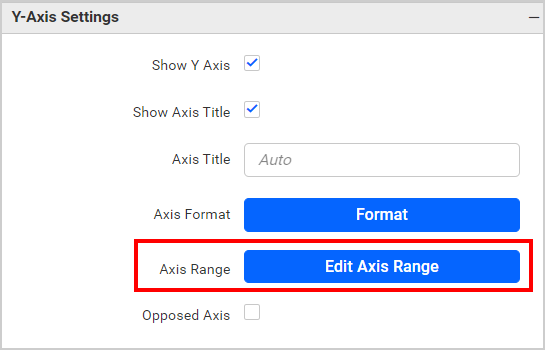 Y-Axis Settings
Show Y Axis
Show Axis Title
Axis Title Auto
Axis Format Format
Axis Range Edit Axis Range
Opposed Axis